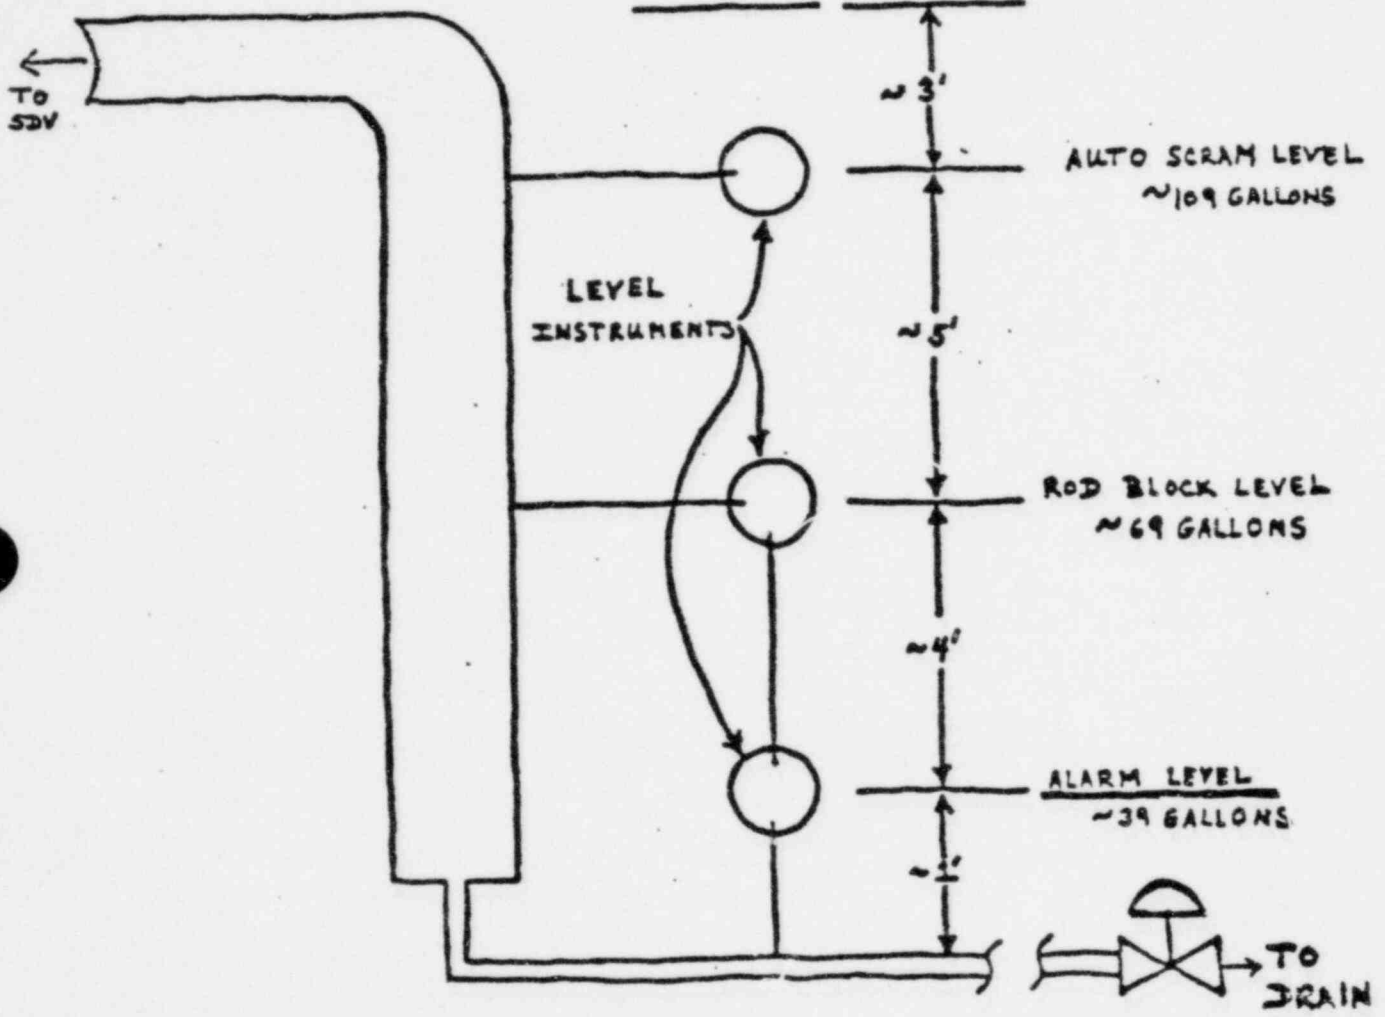 TO
SDV
~ 3'
AUTO SCRAM LEVEL
~109 GALLONS
LEVEL
INSTRUMENTS
~ 5'
ROD BLOCK LEVEL
~69 GALLONS
~4'
ALARM LEVEL
~39 GALLONS
~1'
TO
DRAIN